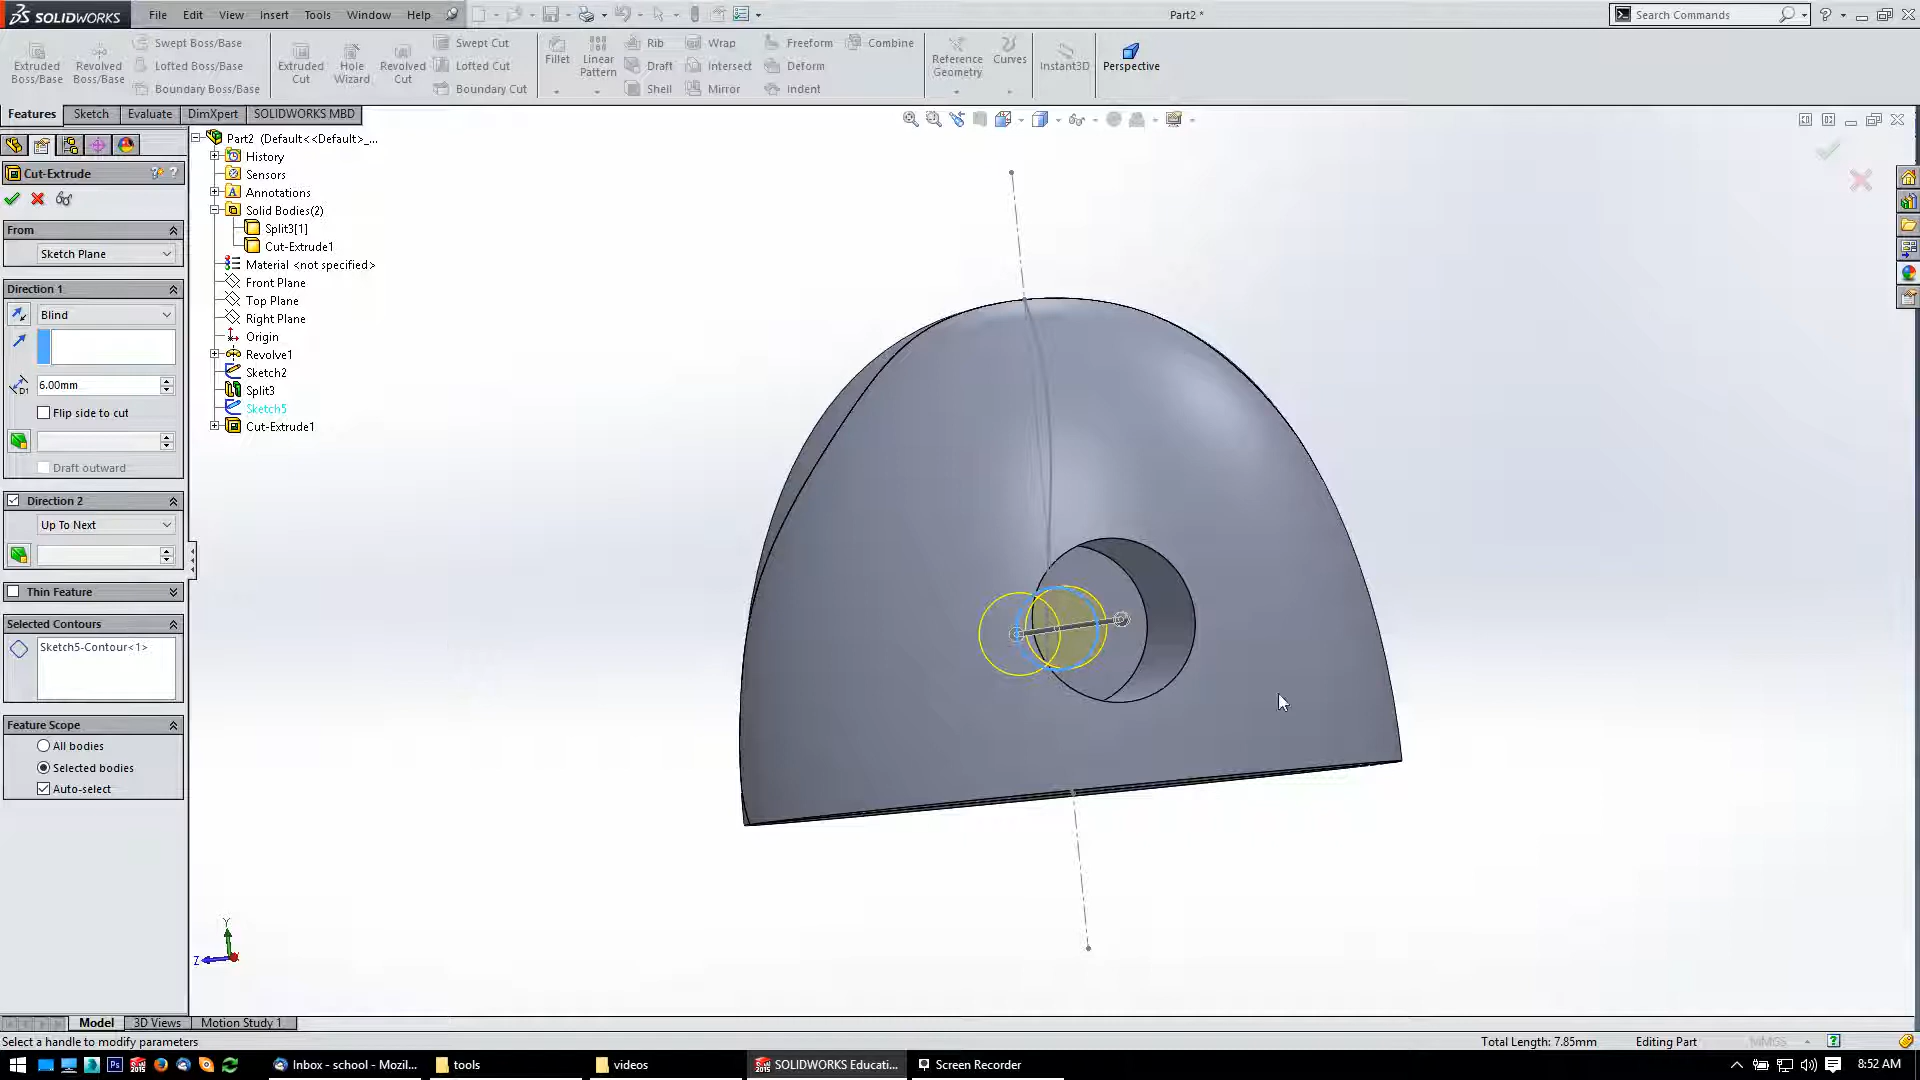 SOLIDWORKS File Edit View Insert Tools Window Help Part2 * Search Commands
Extruded Boss/Base
Revolved Boss/Base
Swept Boss/Base
Lofted Boss/Base
Boundary Boss/Base
Extruded Cut
Hole Wizard
Revolved Cut
Swept Cut
Lofted Cut
Boundary Cut
Fillet
Linear Pattern
Rib
Draft
Shell
Wrap
Intersect
Mirror
Freeform
Deform
Indent
Combine
Reference Geometry
Curves
Instant3D
Perspective
Features Sketch Evaluate DimXpert SOLIDWORKS MBD
Cut-Extrude
From
Sketch Plane
Direction 1
Blind
6.00mm
Flip side to cut
Draft outward
Direction 2
Up To Next
Thin Feature
Selected Contours
Sketch5-Contour<1>
Feature Scope
All bodies
Selected bodies
Auto-select
Part2 (Default<<Default>_...
History
Sensors
Annotations
Solid Bodies(2)
Split3[1]
Cut-Extrude1
Material <not specified>
Front Plane
Top Plane
Right Plane
Origin
Revolve1
Sketch2
Split3
Sketch5
Cut-Extrude1
Y
Z
Model 3D Views Motion Study 1
Select a handle to modify parameters Total Length: 7.85mm Editing Part MMGS
Inbox - school - Mozil... tools videos SOLIDWORKS Educati... Screen Recorder 8:52 AM